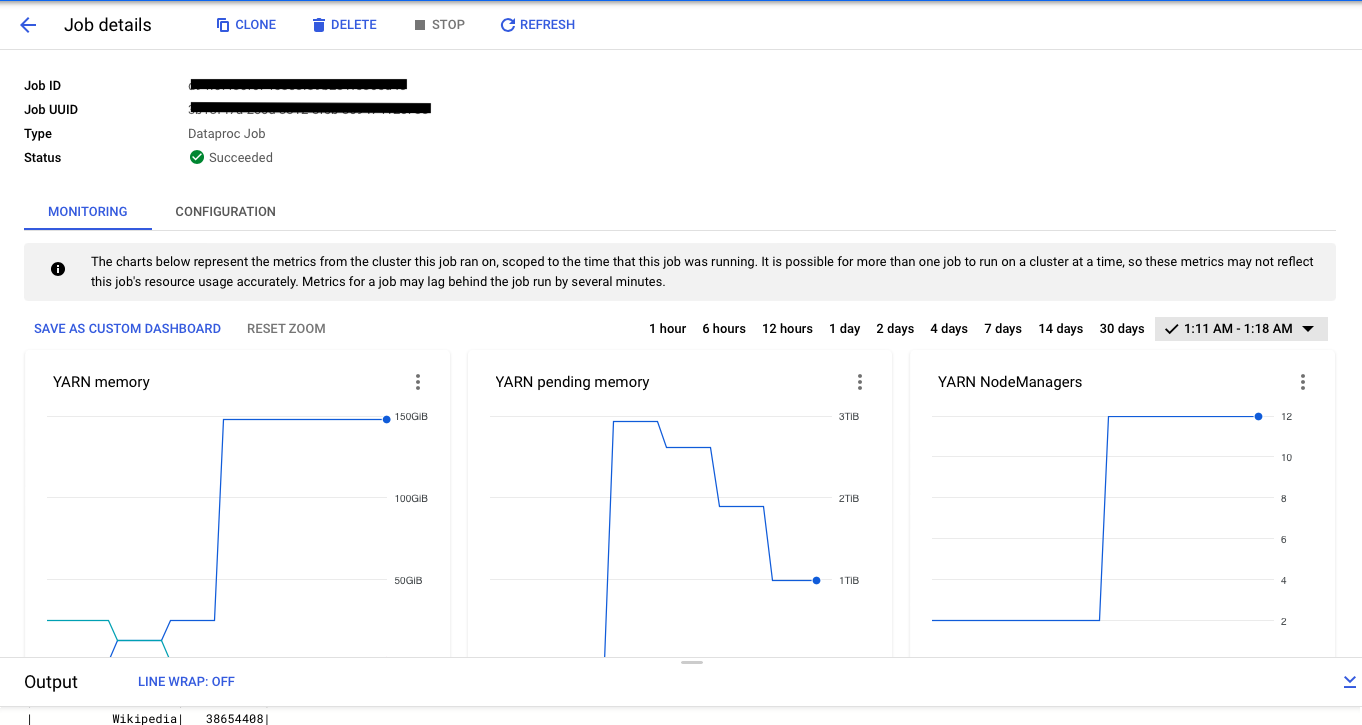 Job details
CLONE
DELETE
STOP
REFRESH
Job ID
Job UUID
Type Dataproc Job
Status Succeeded
MONITORING CONFIGURATION
The charts below represent the metrics from the cluster this job ran on, scoped to the time that this job was running. It is possible for more than one job to run on a cluster at a time, so these metrics may not reflect
this job's resource usage accurately. Metrics for a job may lag behind the job run by several minutes.
SAVE AS CUSTOM DASHBOARD RESET ZOOM 1 hour 6 hours 12 hours 1 day 2 days 4 days 7 days 14 days 30 days 1:11 AM - 1:18 AM
YARN memory
150GiB
100GiB
50GiB
YARN pending memory
3TiB
2TiB
1TiB
YARN NodeManagers
12
10
8
6
4
2
Output LINE WRAP: OFF
| Wikipedia| 38654408|